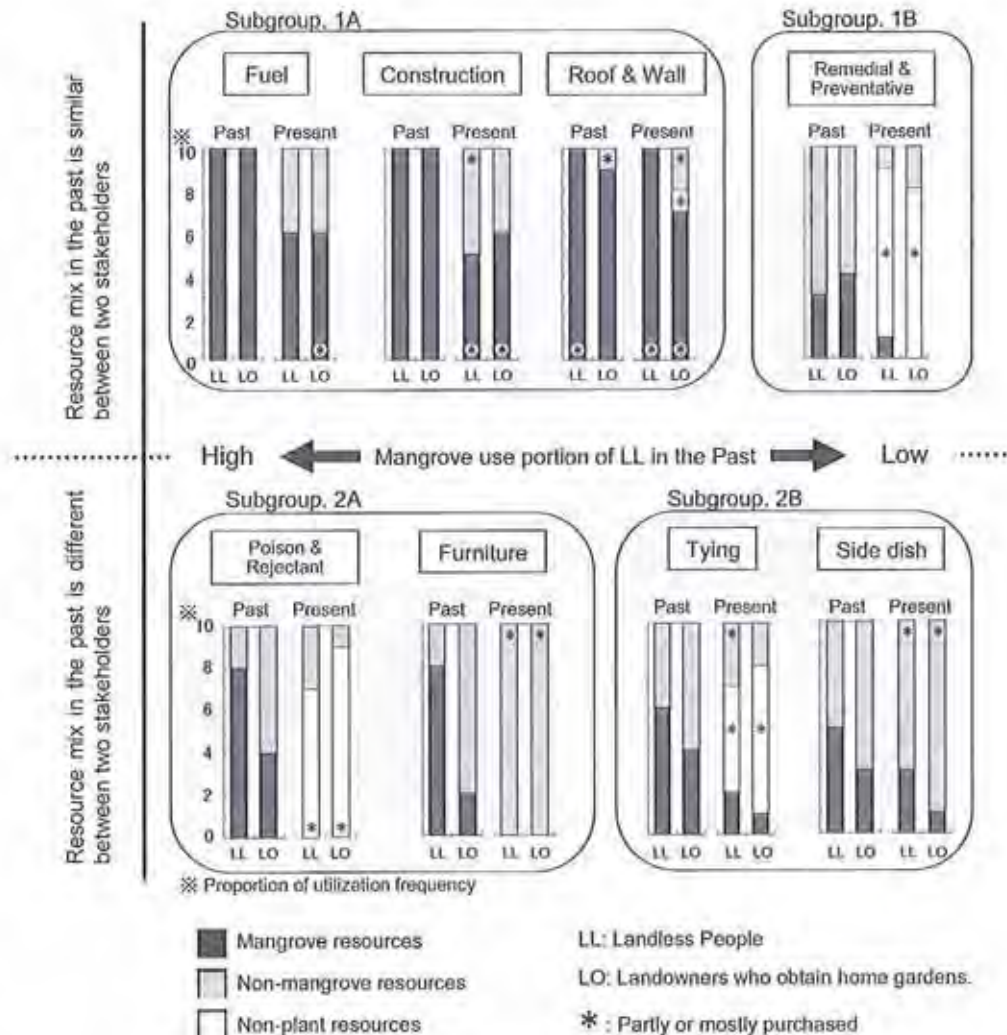 Subgroup. 1A
Subgroup. 1B
Fuel
Construction
Roof & Wall
Remedial &
Preventative
Resource mix in the past is similar
between two stakeholders
※
Past Present
Past Present
Past Present
Past Present
10
8
6
4
2
0
LL LO LL LO
LL LO LL LO
LL LO LL LO
LL LO LL LO
* * * * * * * * * * * *
High Mangrove use portion of LL in the Past Low
Subgroup. 2A
Subgroup. 2B
Poison &
Rejectant
Furniture
Tying
Side dish
Resource mix in the past is different
between two stakeholders
※
Past Present
Past Present
Past Present
Past Present
10
8
6
4
2
0
* * * * * * * * *
LL LO LL LO
LL LO LL LO
LL LO LL LO
LL LO LL LO
※ Proportion of utilization frequency
Mangrove resources
Non-mangrove resources
Non-plant resources
LL: Landless People
LO: Landowners who obtain home gardens.
* : Partly or mostly purchased